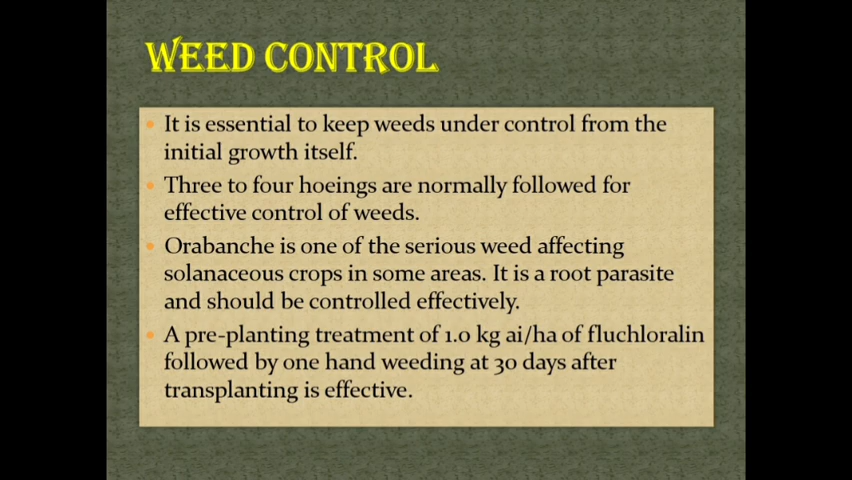 WEED CONTROL
It is essential to keep weeds under control from the
initial growth itself.
Three to four hoeings are normally followed for
effective control of weeds.
Orabanche is one of the serious weed affecting
solanaceous crops in some areas. It is a root parasite
and should be controlled effectively.
A pre-planting treatment of 1.0 kg ai/ha of fluchloralin
followed by one hand weeding at 30 days after
transplanting is effective.